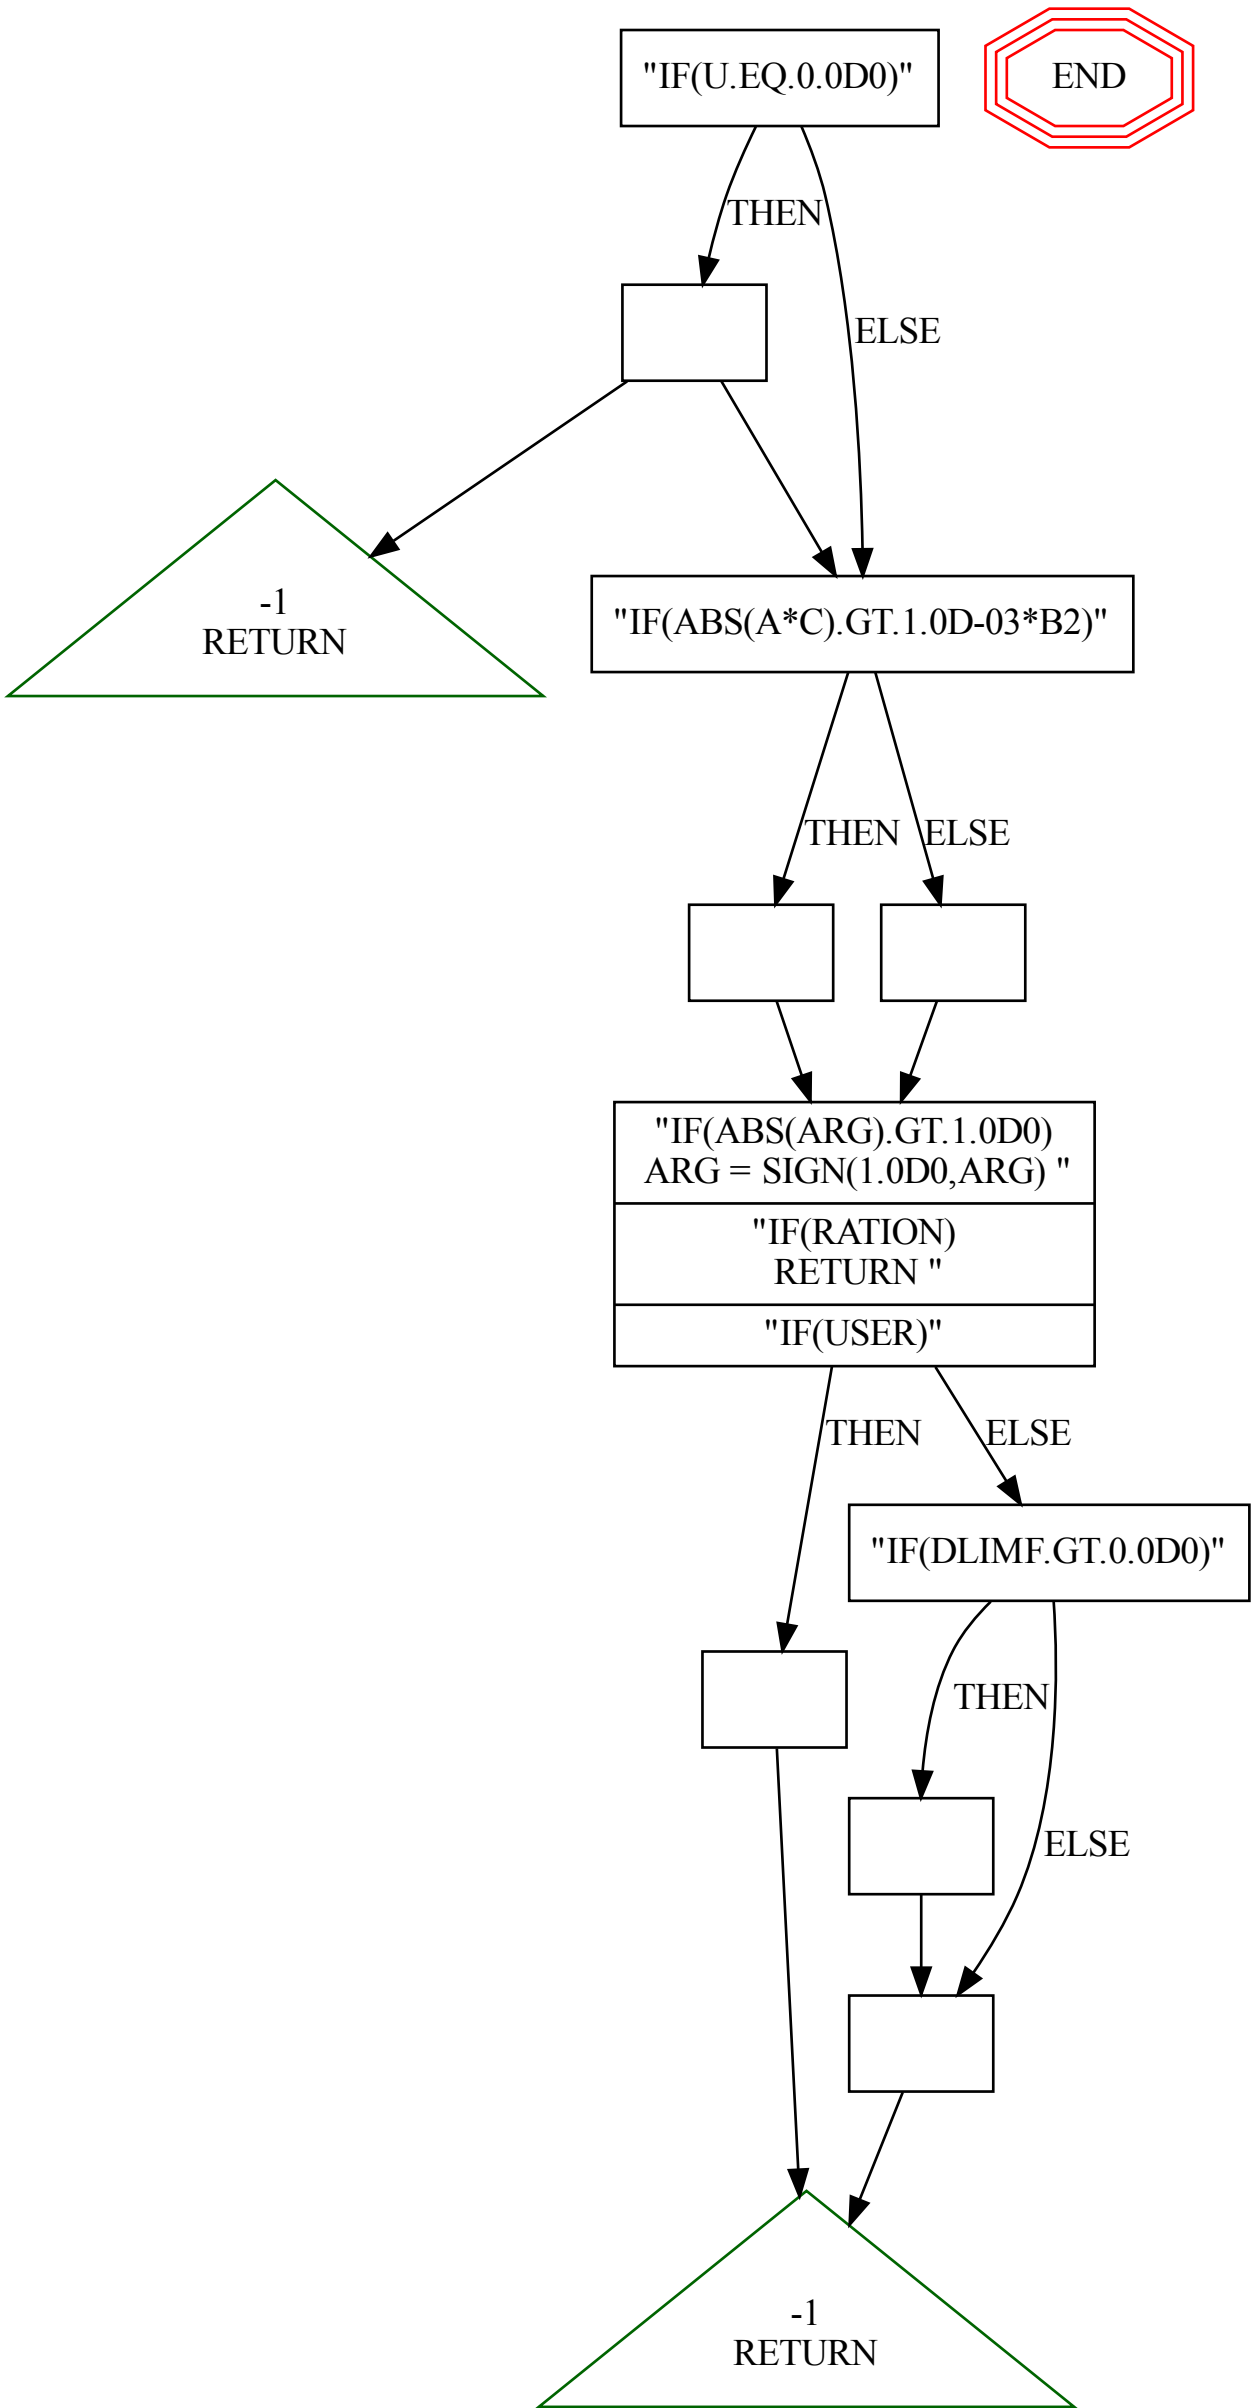 "IF(U.EQ.0.0D0)"
END
THEN
ELSE
-1
RETURN
"IF(ABS(A*C).GT.1.0D-03*B2)"
THEN
ELSE
"IF(ABS(ARG).GT.1.0D0)
ARG = SIGN(1.0D0,ARG) "
"IF(RATION)
RETURN "
"IF(USER)"
THEN
ELSE
"IF(DLIMF.GT.0.0D0)"
THEN
ELSE
-1
RETURN